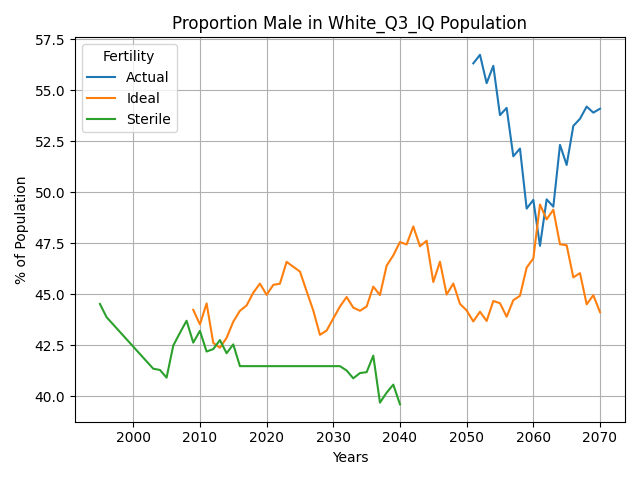 Proportion Male in White_Q3_IQ Population
% of Population
57.5
55.0
52.5
50.0
47.5
45.0
42.5
40.0
Fertility
Actual
Ideal
Sterile
2000 2010 2020 2030 2040 2050 2060 2070
Years